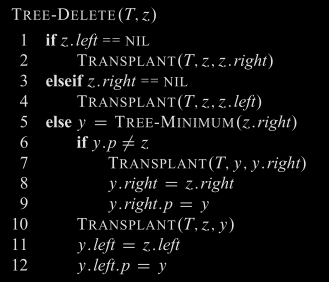 TREE-DELETE(T, z)
1 if z.left == NIL
2 TRANSPLANT(T, z, z.right)
3 elseif z.right == NIL
4 TRANSPLANT(T, z, z.left)
5 else y = TREE-MINIMUM(z.right)
6 if y.p ≠ z
7 TRANSPLANT(T, y, y.right)
8 y.right = z.right
9 y.right.p = y
10 TRANSPLANT(T, z, y)
11 y.left = z.left
12 y.left.p = y